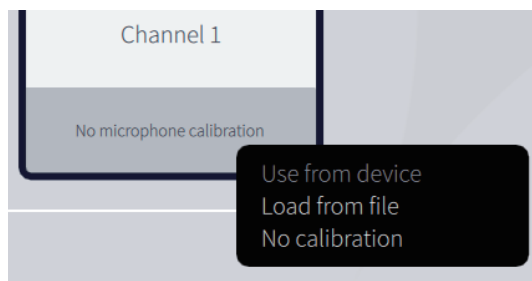 Channel 1
No microphone calibration
Use from device
Load from file
No calibration